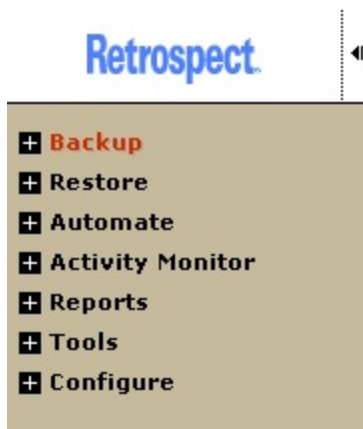 Retrospect.
Backup
Restore
Automate
Activity Monitor
Reports
Tools
Configure